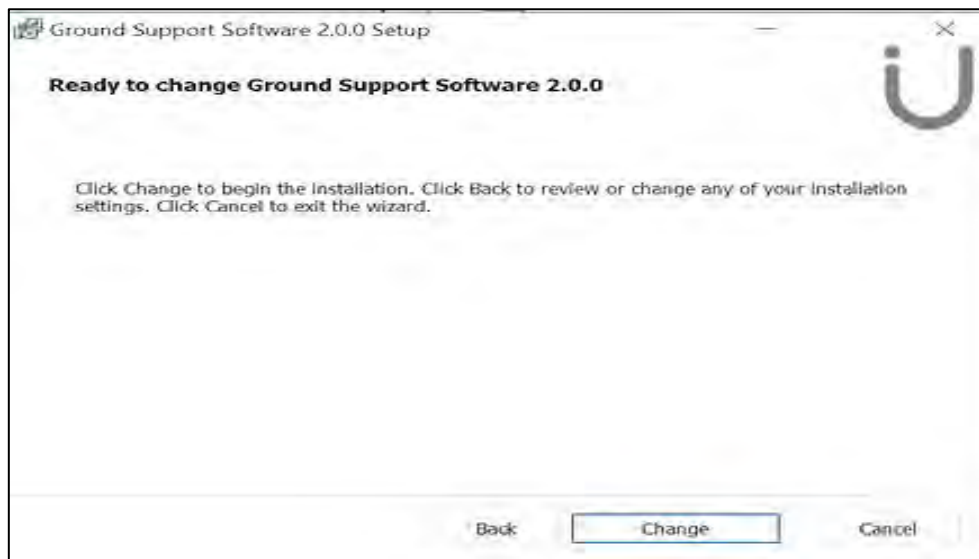 Ground Support Software 2.0.0 Setup
Ready to change Ground Support Software 2.0.0
Click Change to begin the installation. Click Back to review or change any of your installation
settings. Click Cancel to exit the wizard.
Back Change Cancel